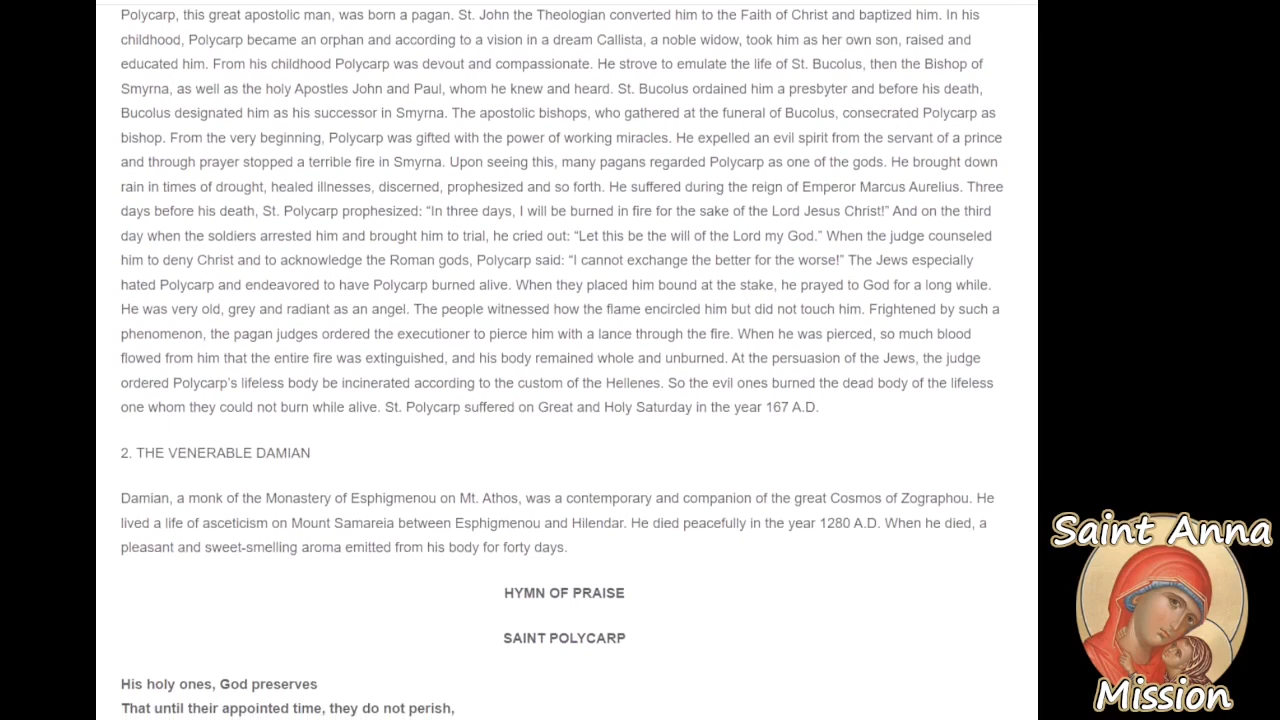 Polycarp, this great apostolic man, was born a pagan. St. John the Theologian converted him to the Faith of Christ and baptized him. In his
childhood, Polycarp became an orphan and according to a vision in a dream Callista, a noble widow, took him as her own son, raised and
educated him. From his childhood Polycarp was devout and compassionate. He strove to emulate the life of St. Bucolus, then the Bishop of
Smyrna, as well as the holy Apostles John and Paul, whom he knew and heard. St. Bucolus ordained him a presbyter and before his death,
Bucolus designated him as his successor in Smyrna. The apostolic bishops, who gathered at the funeral of Bucolus, consecrated Polycarp as
bishop. From the very beginning, Polycarp was gifted with the power of working miracles. He expelled an evil spirit from the servant of a prince
and through prayer stopped a terrible fire in Smyrna. Upon seeing this, many pagans regarded Polycarp as one of the gods. He brought down
rain in times of drought, healed illnesses, discerned, prophesized and so forth. He suffered during the reign of Emperor Marcus Aurelius. Three
days before his death, St. Polycarp prophesized: “In three days, I will be burned in fire for the sake of the Lord Jesus Christ!” And on the third
day when the soldiers arrested him and brought him to trial, he cried out: “Let this be the will of the Lord my God.” When the judge counseled
him to deny Christ and to acknowledge the Roman gods, Polycarp said: “I cannot exchange the better for the worse!” The Jews especially
hated Polycarp and endeavored to have Polycarp burned alive. When they placed him bound at the stake, he prayed to God for a long while.
He was very old, grey and radiant as an angel. The people witnessed how the flame encircled him but did not touch him. Frightened by such a
phenomenon, the pagan judges ordered the executioner to pierce him with a lance through the fire. When he was pierced, so much blood
flowed from him that the entire fire was extinguished, and his body remained whole and unburned. At the persuasion of the Jews, the judge
ordered Polycarp’s lifeless body be incinerated according to the custom of the Hellenes. So the evil ones burned the dead body of the lifeless
one whom they could not burn while alive. St. Polycarp suffered on Great and Holy Saturday in the year 167 A.D.
2. THE VENERABLE DAMIAN
Damian, a monk of the Monastery of Esphigmenou on Mt. Athos, was a contemporary and companion of the great Cosmos of Zographou. He
lived a life of asceticism on Mount Samareia between Esphigmenou and Hilendar. He died peacefully in the year 1280 A.D. When he died, a
pleasant and sweet-smelling aroma emitted from his body for forty days.
HYMN OF PRAISE
SAINT POLYCARP
His holy ones, God preserves
That until their appointed time, they do not perish,
Saint Anna
Mission